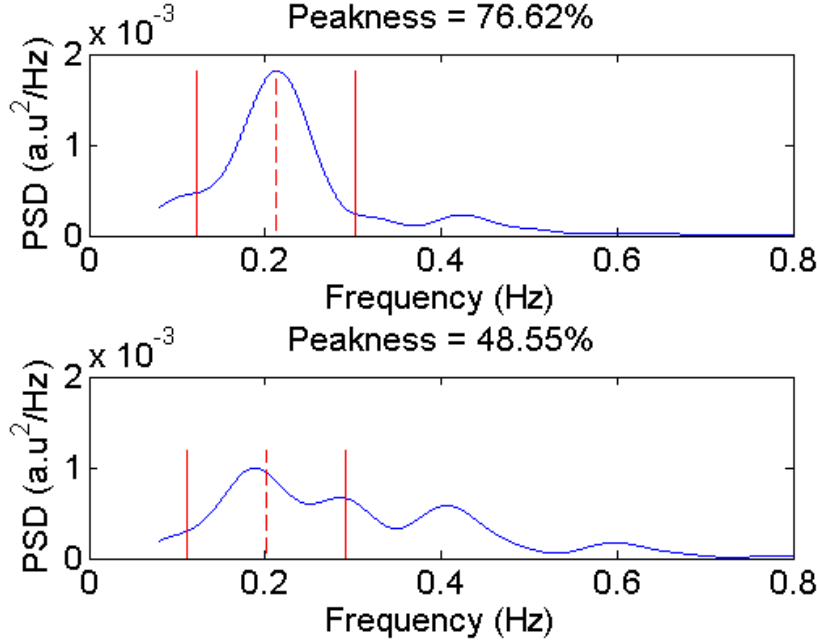 Peakness = 76.62%
x 10^-3
2
1
0
PSD (a.u^2/Hz)
0 0.2 0.4 0.6 0.8
Frequency (Hz)
Peakness = 48.55%
x 10^-3
2
1
0
PSD (a.u^2/Hz)
0 0.2 0.4 0.6 0.8
Frequency (Hz)